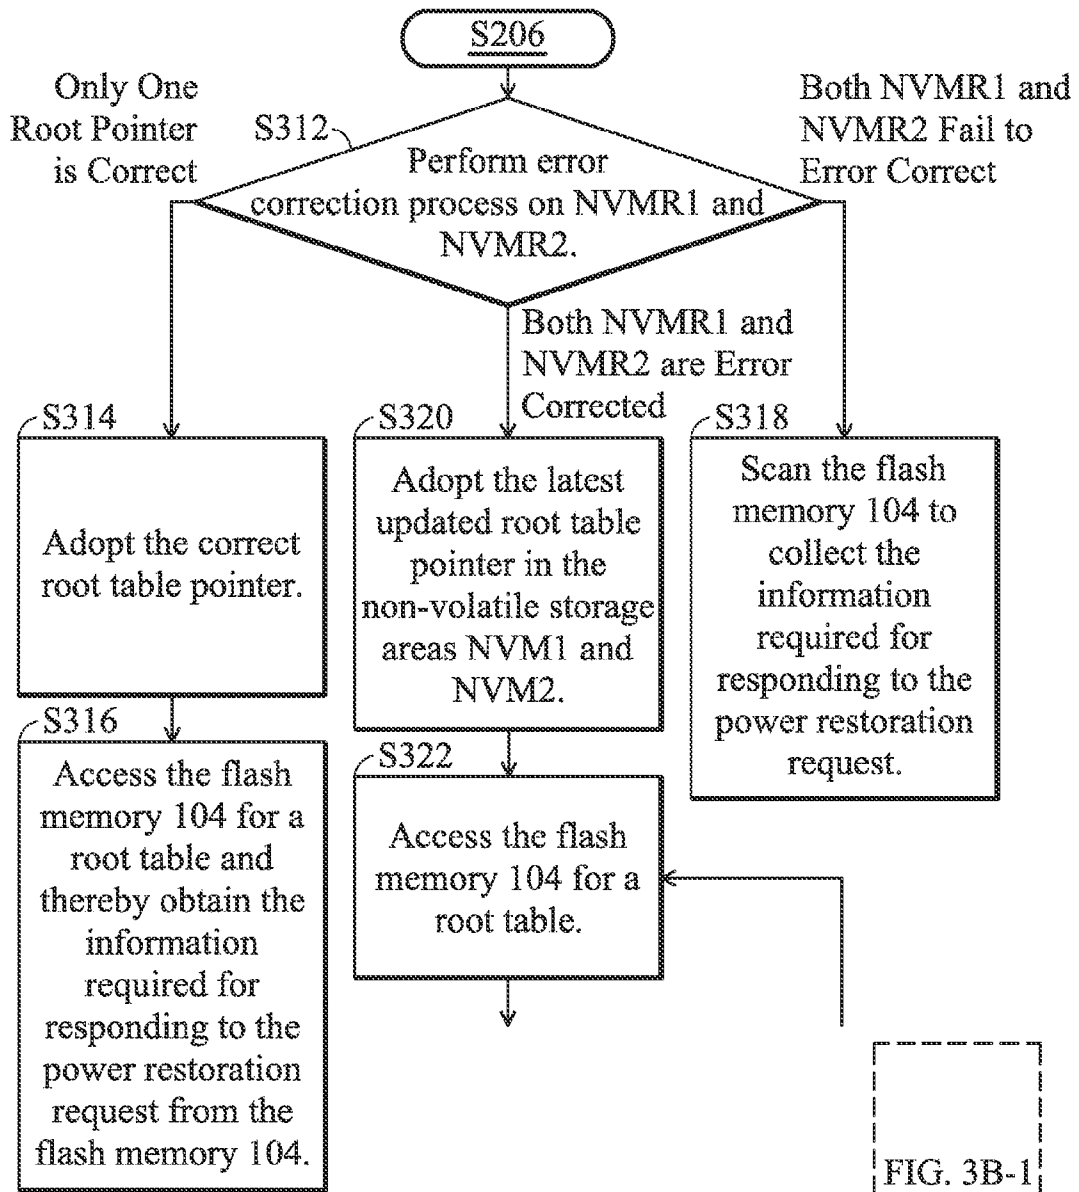 S206
Only One
Root Pointer
is Correct
S312
Perform error
correction process on NVMR1 and
NVMR2.
Both NVMR1 and
NVMR2 Fail to
Error Correct
Both NVMR1 and
NVMR2 are Error
Corrected
S314
Adopt the correct
root table pointer.
S320
Adopt the latest
updated root table
pointer in the
non-volatile storage
areas NVM1 and
NVM2.
S318
Scan the flash
memory 104 to
collect the
information
required for
responding to the
power restoration
request.
S316
Access the flash
memory 104 for a
root table and
thereby obtain the
information
required for
responding to the
power restoration
request from the
flash memory 104.
S322
Access the flash
memory 104 for a
root table.
FIG. 3B-1